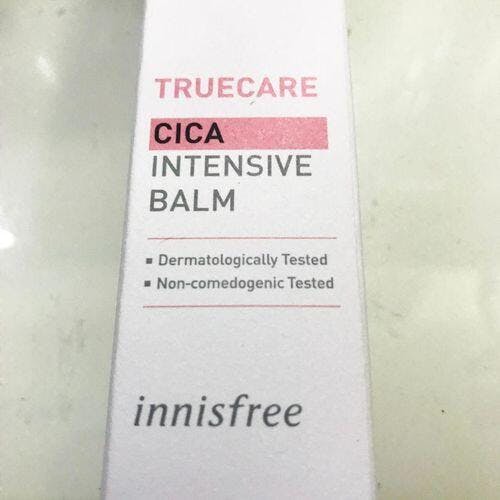 TRUECARE
CICA
INTENSIVE
BALM
▪ Dermatologically Tested
▪ Non-comedogenic Tested
innisfree